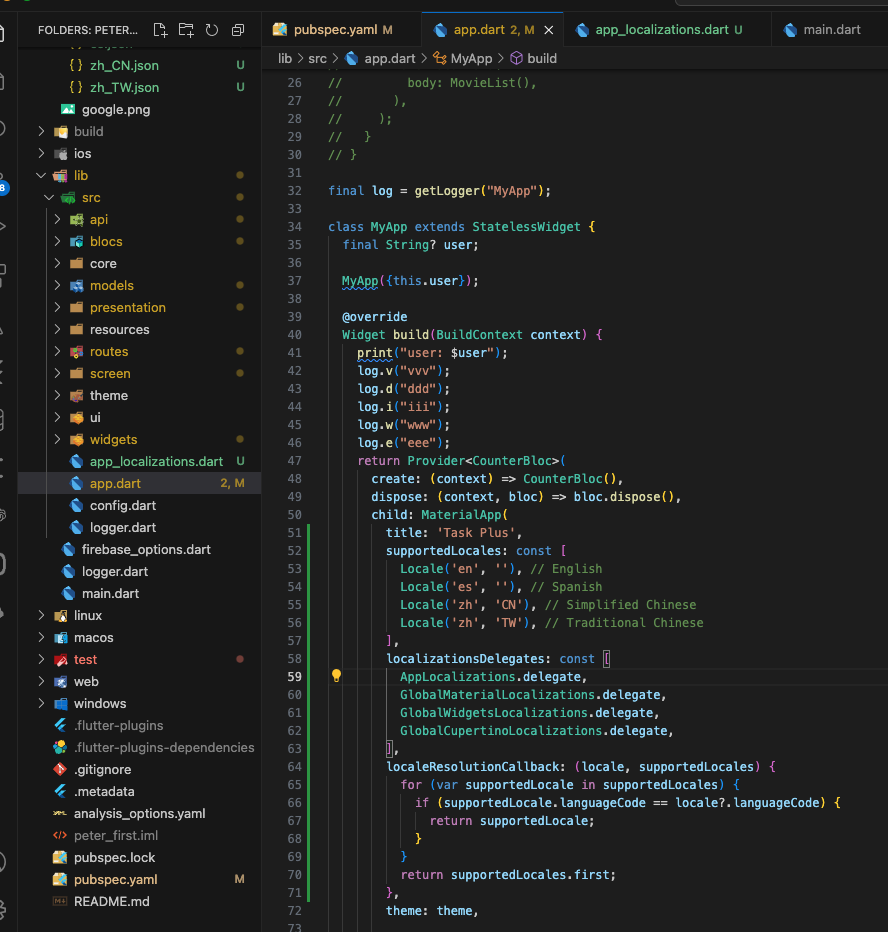 FOLDERS: PETER...
{ } zh_CN.json U
{ } zh_TW.json U
google.png
build
ios
lib
src
api
blocs
core
models
presentation
resources
routes
screen
theme
ui
widgets
app_localizations.dart U
app.dart 2, M
config.dart
logger.dart
firebase_options.dart
logger.dart
main.dart
linux
macos
test
web
windows
.flutter-plugins
.flutter-plugins-dependencies
.gitignore
.metadata
analysis_options.yaml
peter_first.iml
pubspec.lock
pubspec.yaml M
README.md
8
pubspec.yaml M
app.dart 2, M
app_localizations.dart U
main.dart
lib > src > app.dart > MyApp > build
26 //         body: MovieList(),
27 //       ),
28 //     );
29 //   }
30 // }
31
32 final log = getLogger("MyApp");
33
34 class MyApp extends StatelessWidget {
35   final String? user;
36
37   MyApp({this.user});
38
39   @override
40   Widget build(BuildContext context) {
41     print("user: $user");
42     log.v("vvv");
43     log.d("ddd");
44     log.i("iii");
45     log.w("www");
46     log.e("eee");
47     return Provider<CounterBloc>(
48       create: (context) => CounterBloc(),
49       dispose: (context, bloc) => bloc.dispose(),
50       child: MaterialApp(
51         title: 'Task Plus',
52         supportedLocales: const [
53           Locale('en', ''), // English
54           Locale('es', ''), // Spanish
55           Locale('zh', 'CN'), // Simplified Chinese
56           Locale('zh', 'TW'), // Traditional Chinese
57         ],
58         localizationsDelegates: const [
59           AppLocalizations.delegate,
60           GlobalMaterialLocalizations.delegate,
61           GlobalWidgetsLocalizations.delegate,
62           GlobalCupertinoLocalizations.delegate,
63         ],
64         localeResolutionCallback: (locale, supportedLocales) {
65           for (var supportedLocale in supportedLocales) {
66             if (supportedLocale.languageCode == locale?.languageCode) {
67               return supportedLocale;
68             }
69           }
70           return supportedLocales.first;
71         },
72         theme: theme,
73